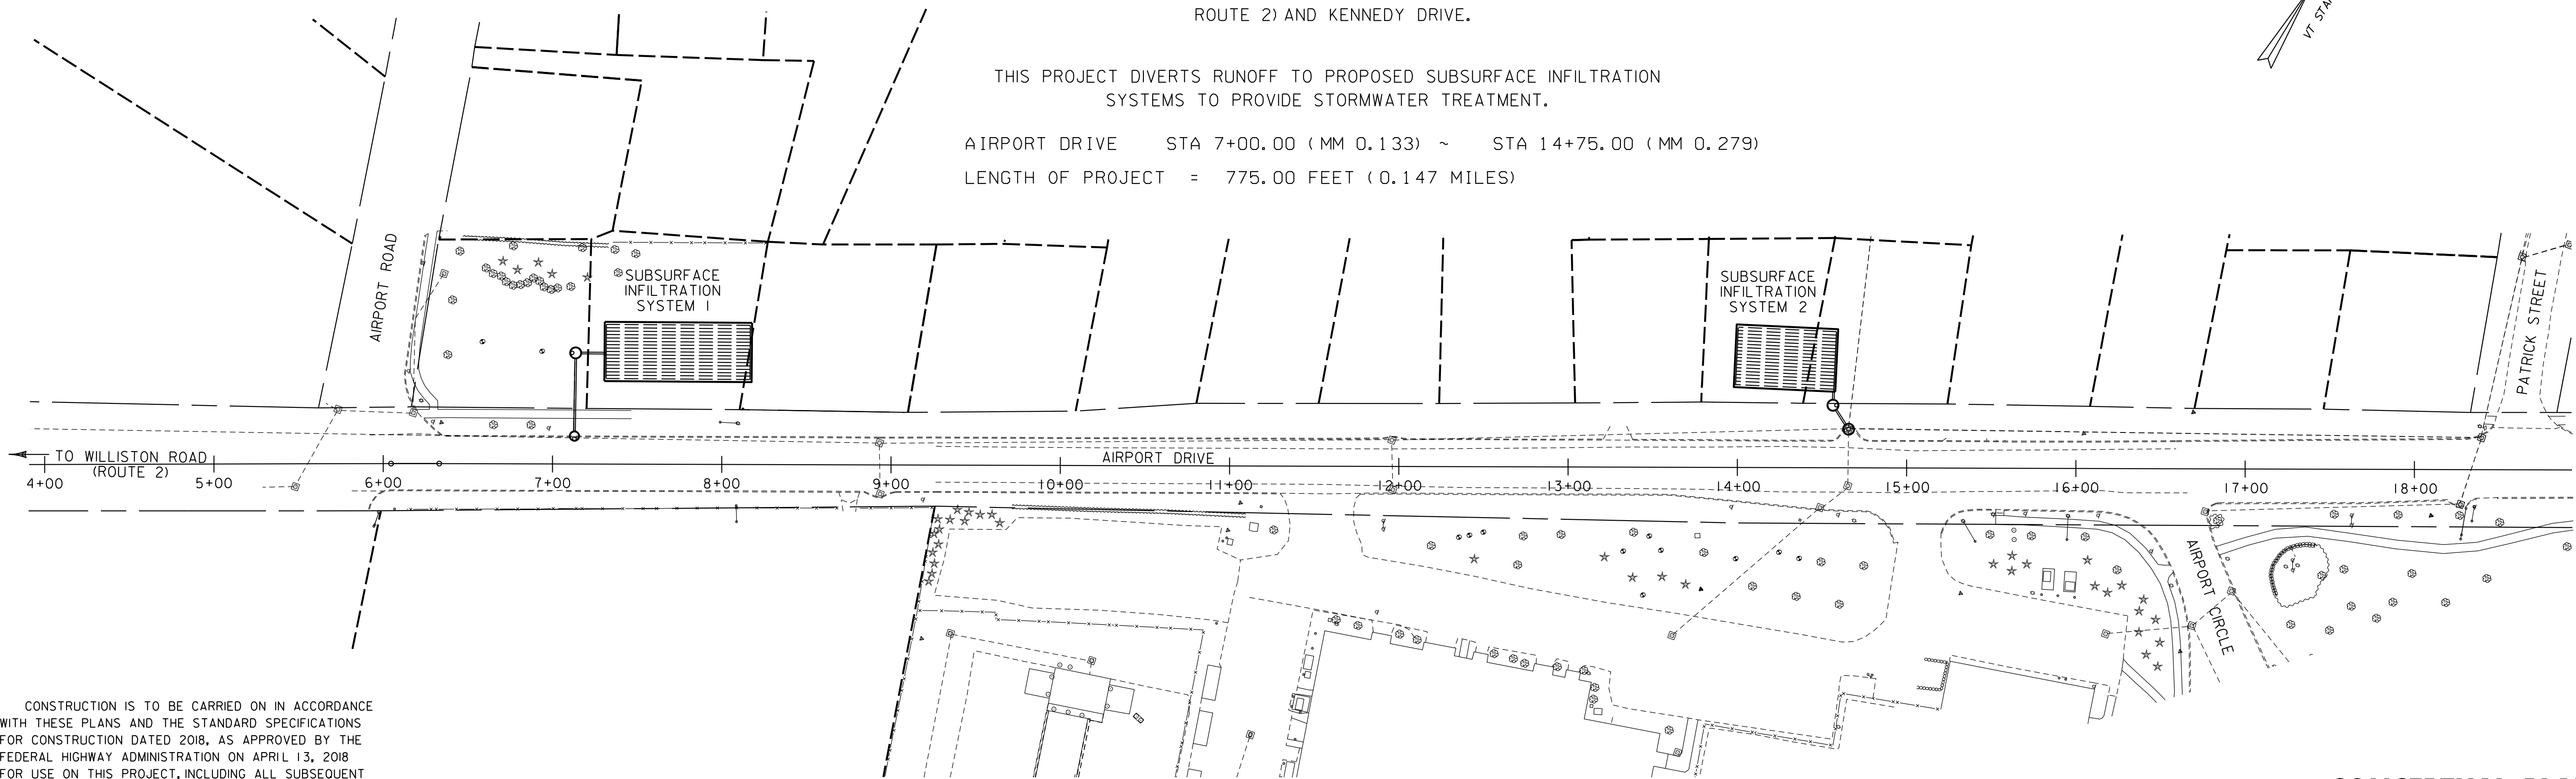 ROUTE 2) AND KENNEDY DRIVE.
THIS PROJECT DIVERTS RUNOFF TO PROPOSED SUBSURFACE INFILTRATION
SYSTEMS TO PROVIDE STORMWATER TREATMENT.
AIRPORT DRIVE STA 7+00.00 (MM 0.133) ~ STA 14+75.00 (MM 0.279)
LENGTH OF PROJECT = 775.00 FEET (0.147 MILES)
AIRPORT ROAD
SUBSURFACE
INFILTRATION
SYSTEM 1
SUBSURFACE
INFILTRATION
SYSTEM 2
PATRICK STREET
TO WILLISTON ROAD
(ROUTE 2)
AIRPORT DRIVE
4+00 5+00 6+00 7+00 8+00 9+00 10+00 11+00 12+00 13+00 14+00 15+00 16+00 17+00 18+00
AIRPORT CIRCLE
CONSTRUCTION IS TO BE CARRIED ON IN ACCORDANCE
WITH THESE PLANS AND THE STANDARD SPECIFICATIONS
FOR CONSTRUCTION DATED 2018, AS APPROVED BY THE
FEDERAL HIGHWAY ADMINISTRATION ON APRIL 13, 2018
FOR USE ON THIS PROJECT, INCLUDING ALL SUBSEQUENT